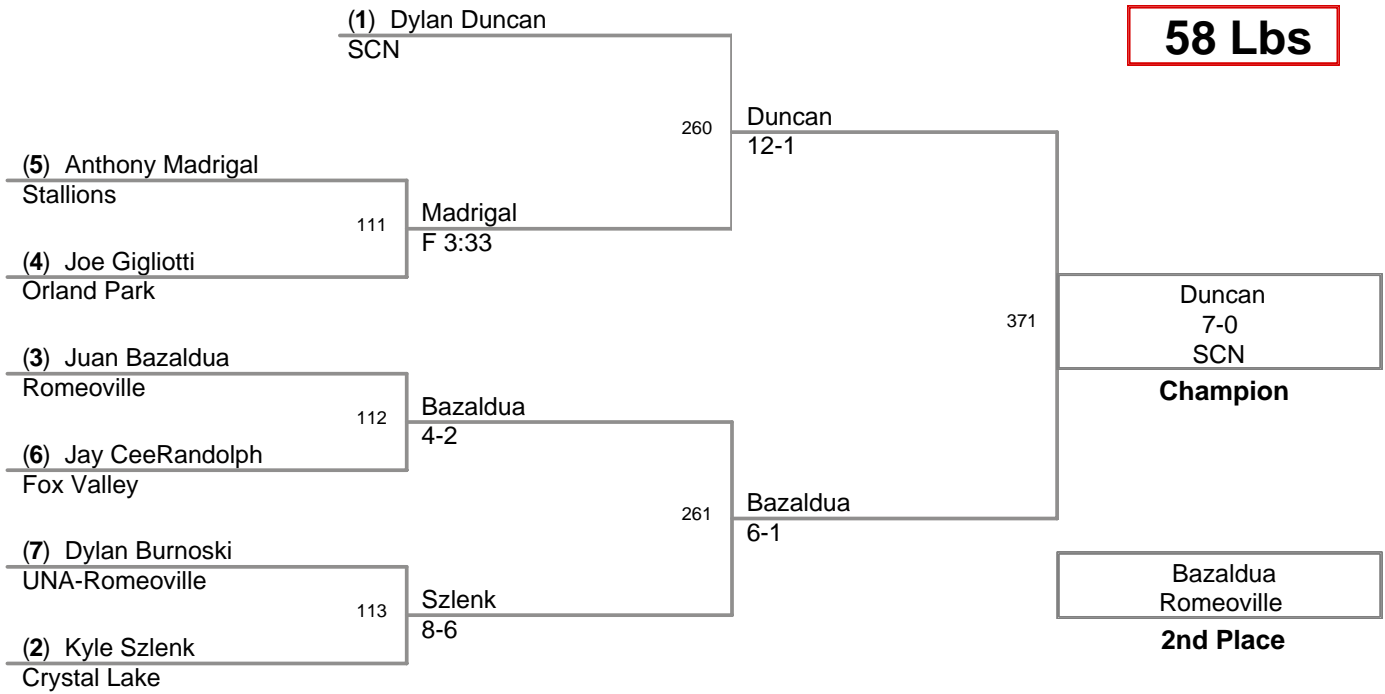 (1) Dylan Duncan
SCN
58 Lbs
260
Duncan
12-1
(5) Anthony Madrigal
Stallions
111
Madrigal
F 3:33
(4) Joe Gigliotti
Orland Park
371
Duncan
7-0
SCN
Champion
(3) Juan Bazaldua
Romeoville
112
Bazaldua
4-2
(6) Jay CeeRandolph
Fox Valley
261
Bazaldua
6-1
(7) Dylan Burnoski
UNA-Romeoville
113
Szlenk
8-6
(2) Kyle Szlenk
Crystal Lake
Bazaldua
Romeoville
2nd Place